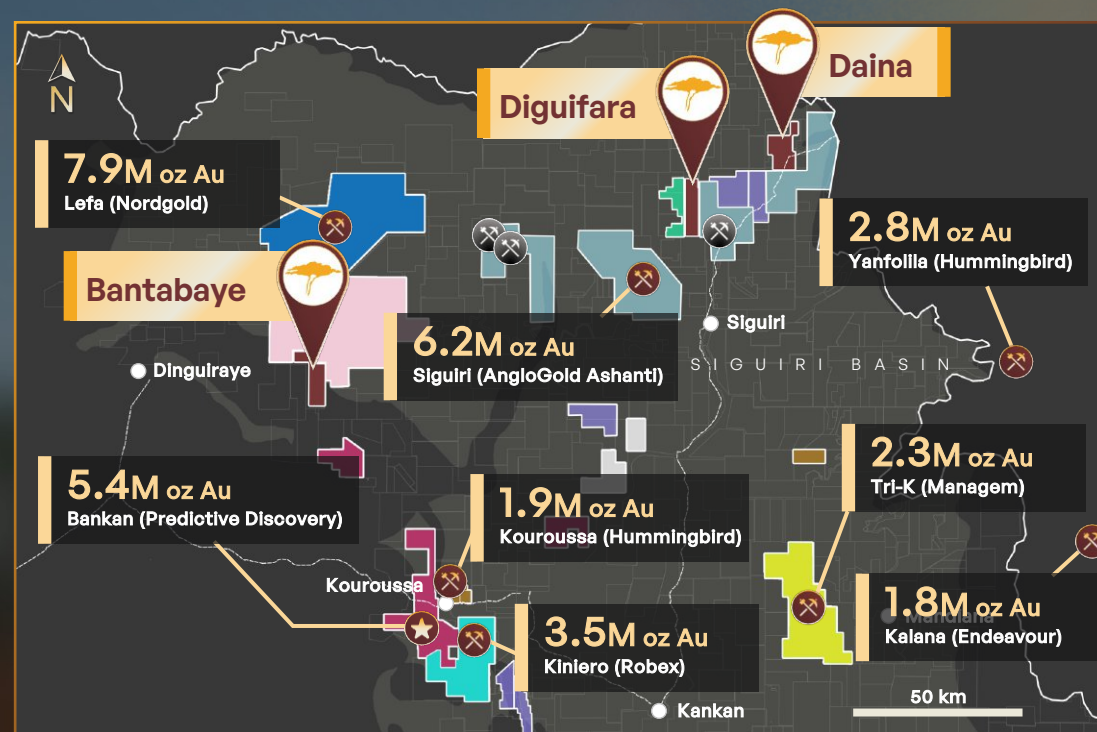 N
Daina
Diguifara
7.9M oz Au
Lefa (Nordgold)
2.8M oz Au
Yanfolila (Hummingbird)
Bantabaye
6.2M oz Au
Siguiri (AngloGold Ashanti)
Siguiri
SIGUIRI BASIN
Dinguiraye
2.3M oz Au
Tri-K (Managem)
5.4M oz Au
Bankan (Predictive Discovery)
1.9M oz Au
Kouroussa (Hummingbird)
Kouroussa
1.8M oz Au
Mandiana
Kalana (Endeavour)
3.5M oz Au
Kiniero (Robex)
50 km
Kankan